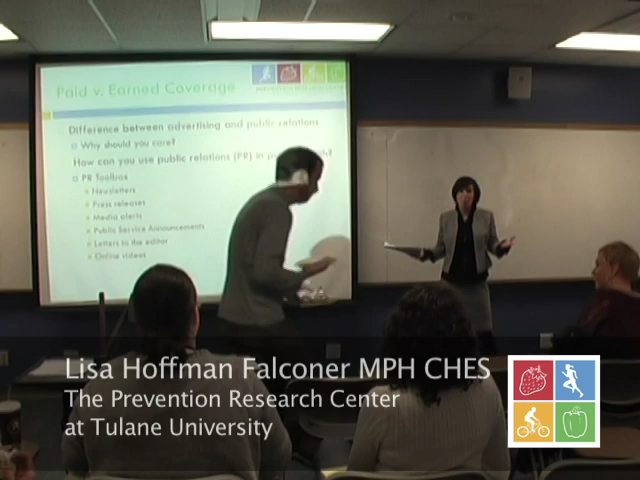 Paid v. Earned Coverage
Difference between advertising and public relations
Why should you care?
How can you use public relations (PR) in
PR Toolbox
Newsletters
Press releases
Media alerts
Public Service Announcements
Letters to the editor
Online videos
Lisa Hoffman Falconer MPH CHES
The Prevention Research Center
at Tulane University